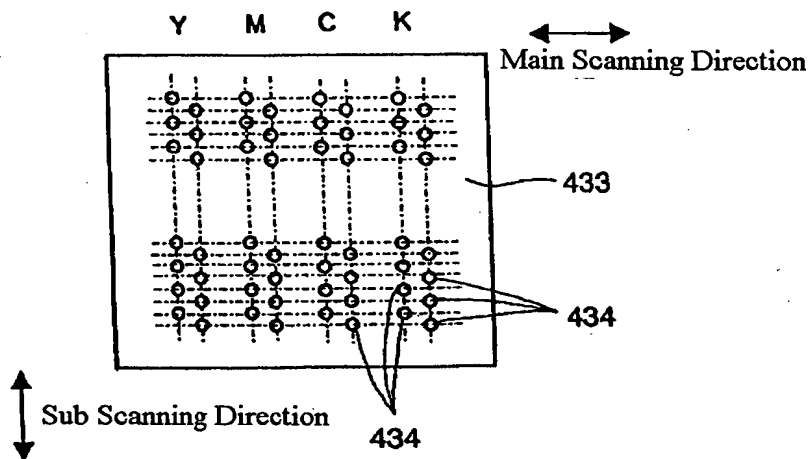 Y M C K
Main Scanning Direction
433
434
Sub Scanning Direction
434